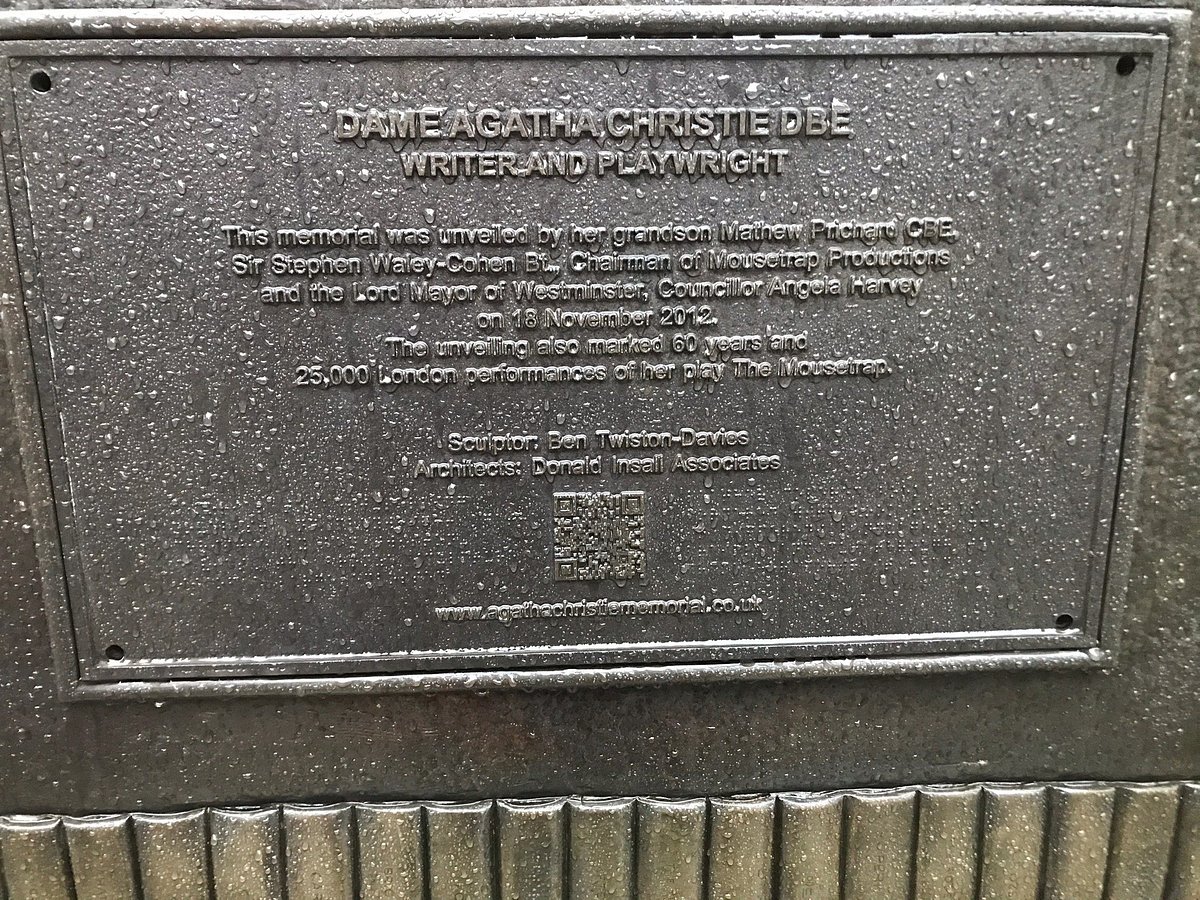 DAME AGATHA CHRISTIE DBE
WRITER AND PLAYWRIGHT
This memorial was unveiled by her grandson Mathew Prichard CBE,
Sir Stephen Waley-Cohen Bt., Chairman of Mousetrap Productions
and the Lord Mayor of Westminster, Councillor Angela Harvey
on 18 November 2012.
The unveiling also marked 60 years and
25,000 London performances of her play The Mousetrap.
Sculptor: Ben Twiston-Davies
Architects: Donald Insall Associates
www.agathachristiememorial.co.uk